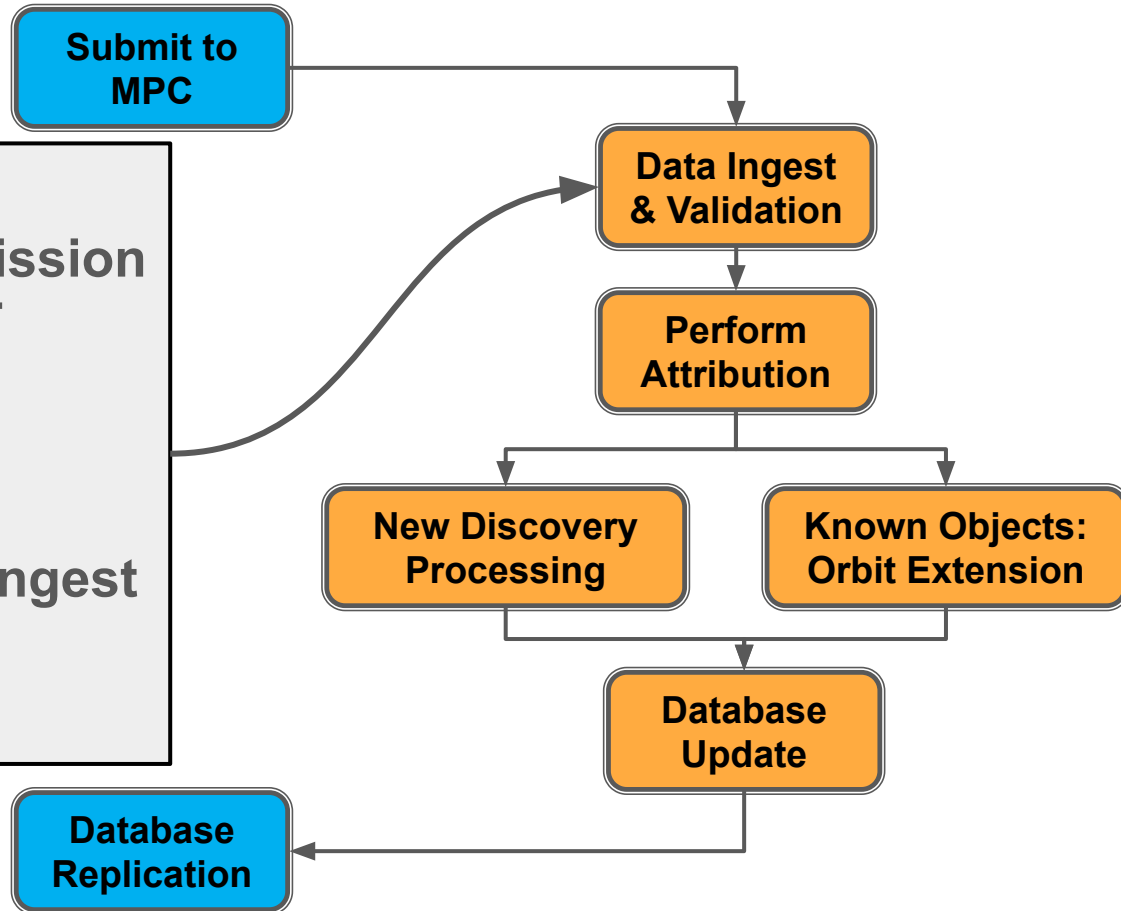 Submit to
MPC
Data Ingest
& Validation
ission
Perform
Attribution
New Discovery
Processing
Known Objects:
Orbit Extension
ngest
Database
Update
Database
Replication